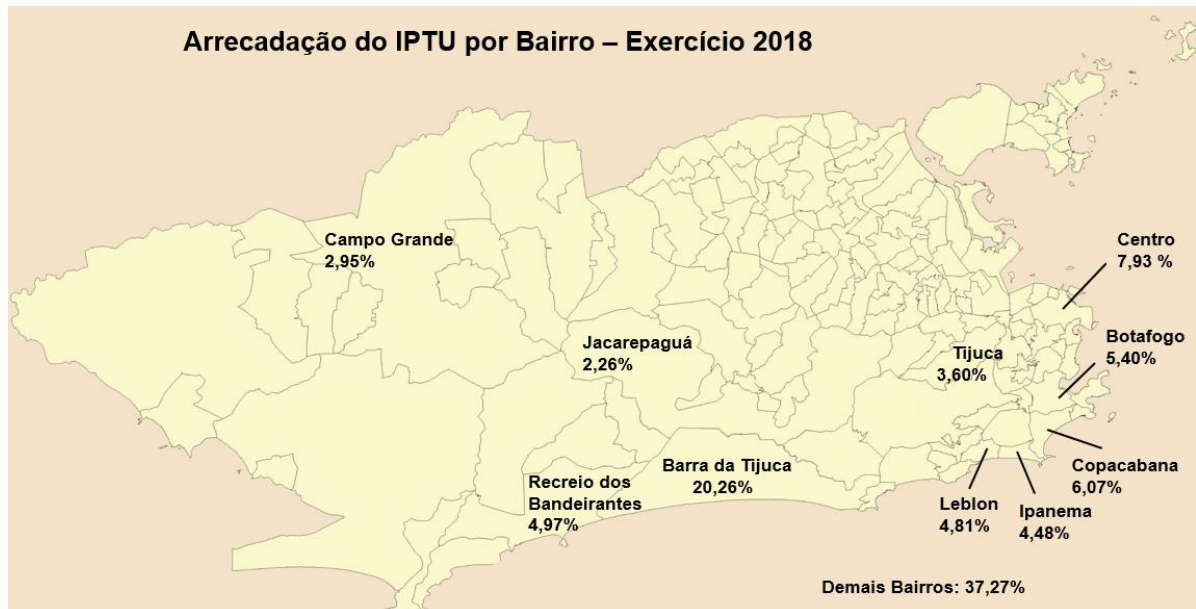 Arrecadação do IPTU por Bairro – Exercício 2018
Campo Grande
2,95%
Centro
7,93 %
Jacarepaguá
2,26%
Tijuca
3,60%
Botafogo
5,40%
Recreio dos
Bandeirantes
4,97%
Barra da Tijuca
20,26%
Leblon
4,81%
Ipanema
4,48%
Copacabana
6,07%
Demais Bairros: 37,27%